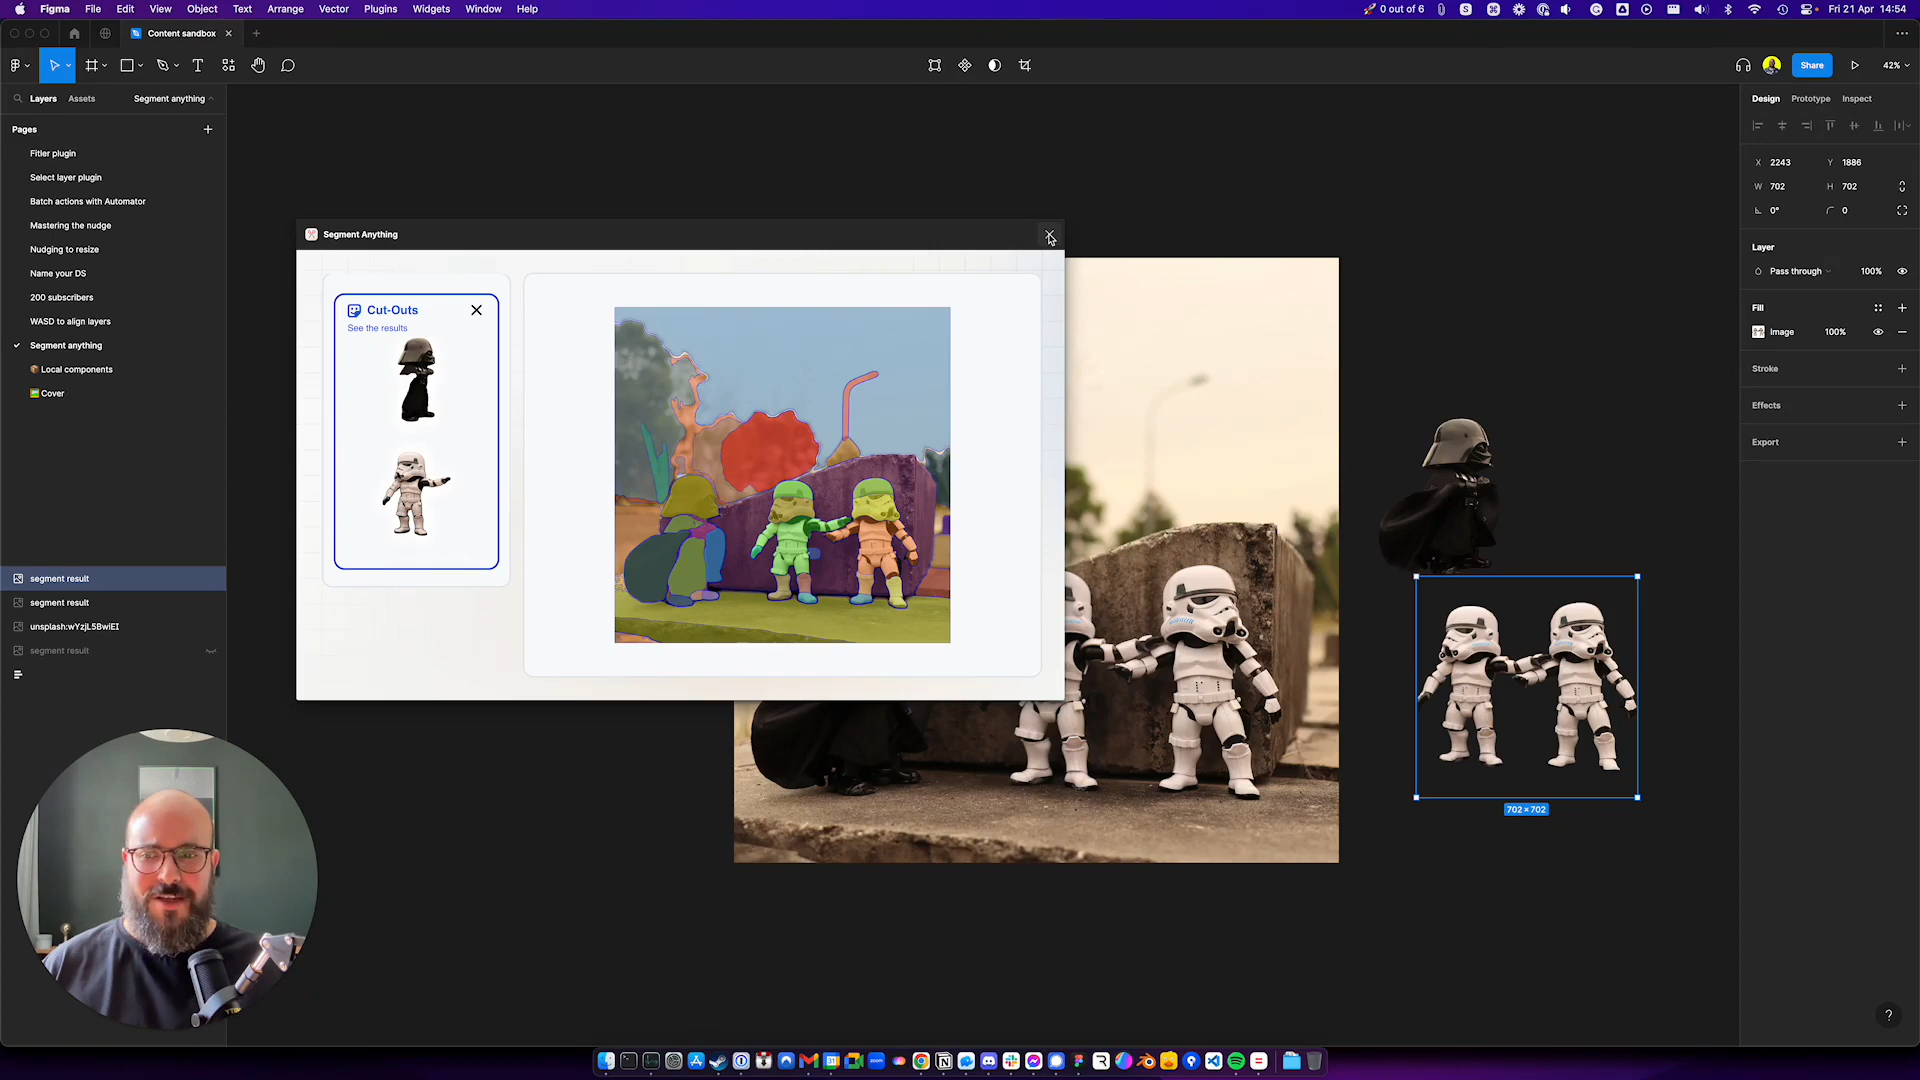 Figma File Edit View Object Text Arrange Vector Plugins Widgets Window Help
0 out of 6 Fri 21 Apr 14:54
Content sandbox
Share 42%
Layers Assets Segment anything
Design Prototype Inspect
Pages
Fitler plugin
Select layer plugin
Batch actions with Automator
Mastering the nudge
Nudging to resize
Name your DS
200 subscribers
WASD to align layers
Segment anything
Local components
Cover
segment result
segment result
unsplash:wYzjL5BwiEI
segment result
Segment Anything
Cut-Outs
See the results
702 × 702
X 2243 Y 1886
W 702 H 702
0° 0
Layer
Pass through 100%
Fill
Image 100%
Stroke
Effects
Export
?